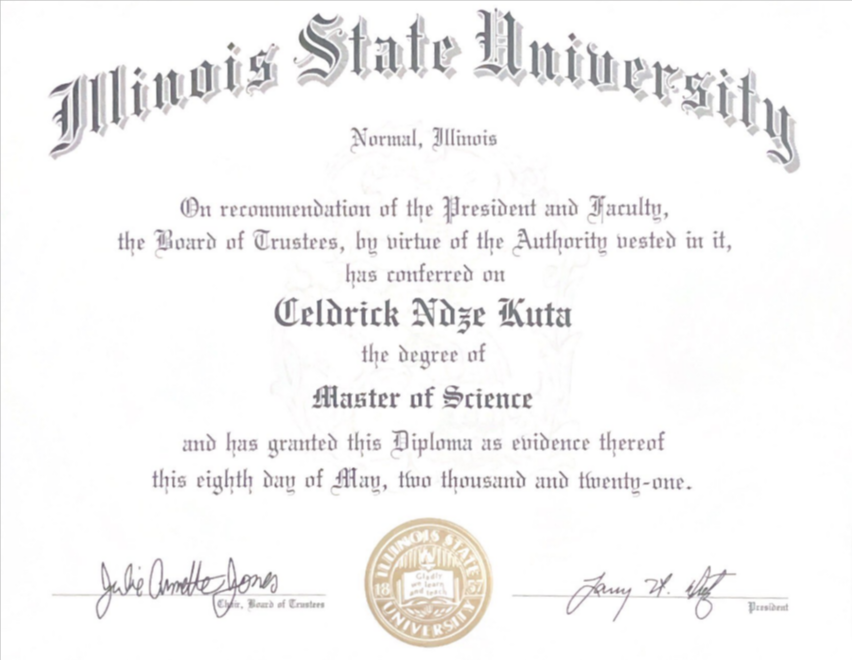 Illinois State University
Normal, Illinois
On recommendation of the President and Faculty,
the Board of Trustees, by virtue of the Authority vested in it,
has conferred on
Celdrick Ndze Kuta
the degree of
Master of Science
and has granted this Diploma as evidence thereof
this eighth day of May, two thousand and twenty-one.
ILLINOIS STATE
Gladly
we learn
and teach
18 57
UNIVERSITY
Julie Annette Jones
Chair, Board of Trustees
Larry H.
President